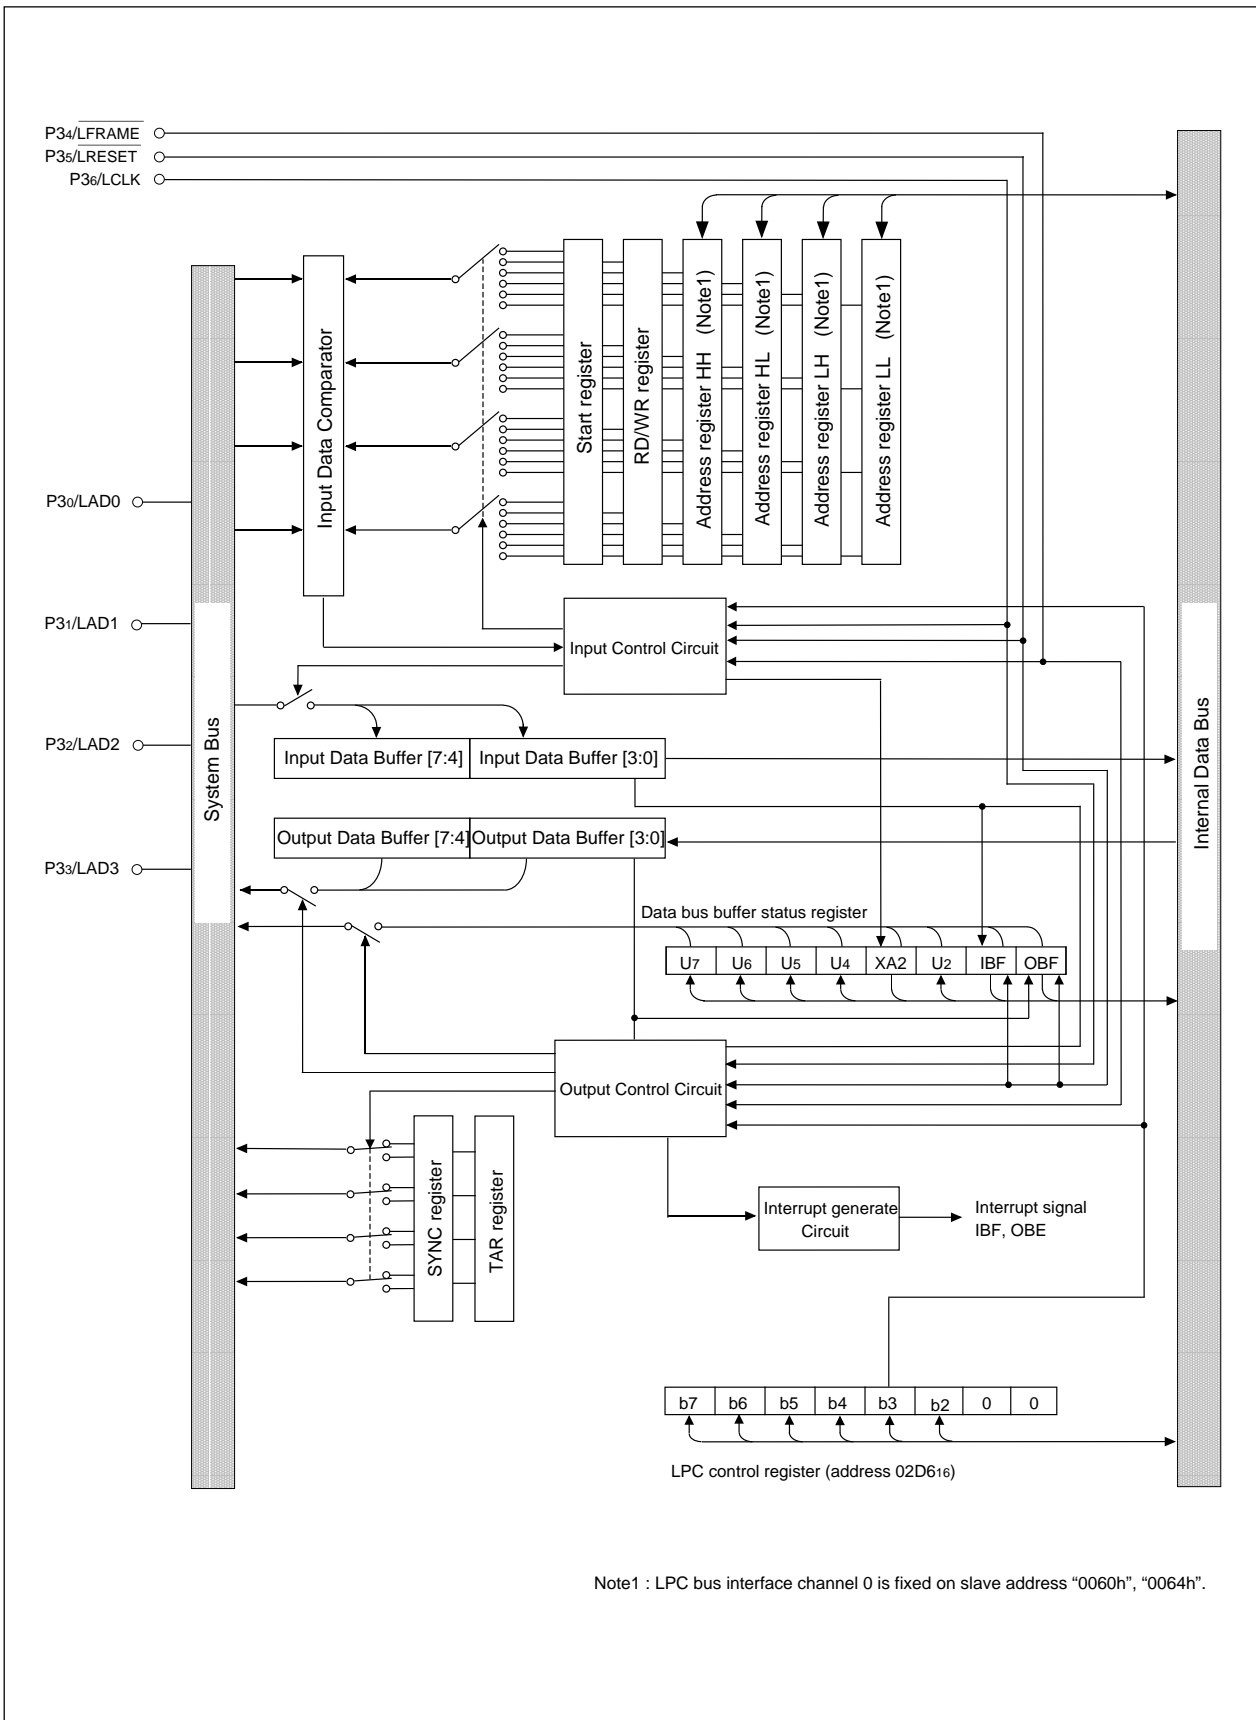 P34/LFRAME
P35/LRESET
P36/LCLK
P30/LAD0
P31/LAD1
P32/LAD2
P33/LAD3
System Bus
Input Data Comparator
Start register
RD/WR register
Address register HH (Note1)
Address register HL (Note1)
Address register LH (Note1)
Address register LL (Note1)
Internal Data Bus
Input Control Circuit
Input Data Buffer [7:4] Input Data Buffer [3:0]
Output Data Buffer [7:4] Output Data Buffer [3:0]
Data bus buffer status register
U7 U6 U5 U4 XA2 U2 IBF OBF
Output Control Circuit
SYNC register
TAR register
Interrupt generate
Circuit
Interrupt signal
IBF, OBE
b7 b6 b5 b4 b3 b2 0 0
LPC control register (address 02D616)
Note1 : LPC bus interface channel 0 is fixed on slave address “0060h”, “0064h”.